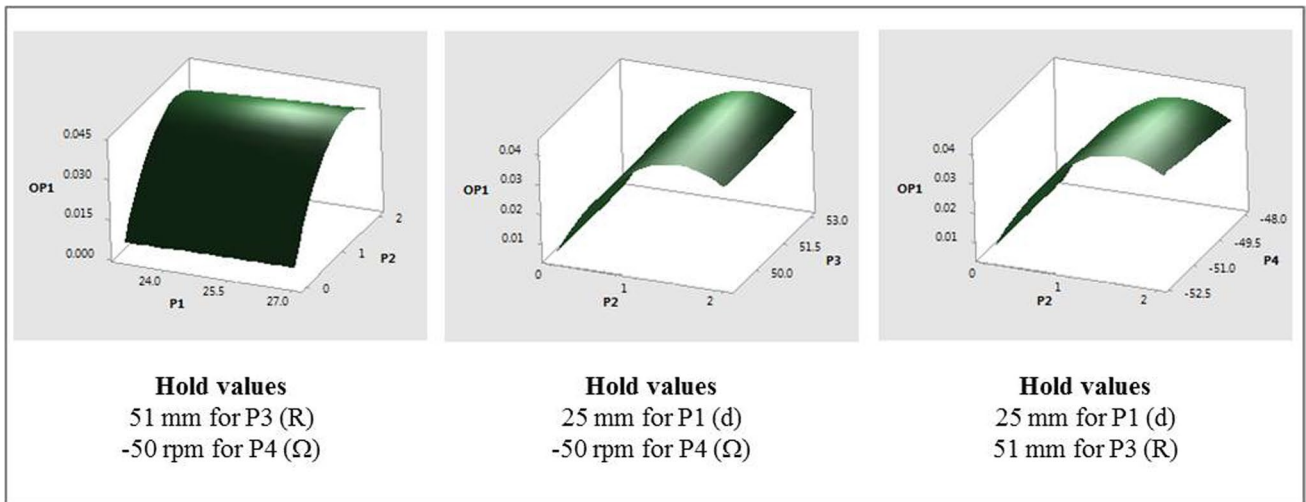 0.045
0.030
OP1
0.015
0.000
24.0
25.5
27.0
P1
0
1
2
P2
0.04
OP1
0.03
0.02
0.01
0
1
2
P2
50.0
51.5
53.0
P3
0.04
OP1
0.03
0.02
0.01
0
1
2
P2
-52.5
-51.0
-49.5
-48.0
P4
Hold values
51 mm for P3 (R)
-50 rpm for P4 (Ω)
Hold values
25 mm for P1 (d)
-50 rpm for P4 (Ω)
Hold values
25 mm for P1 (d)
51 mm for P3 (R)